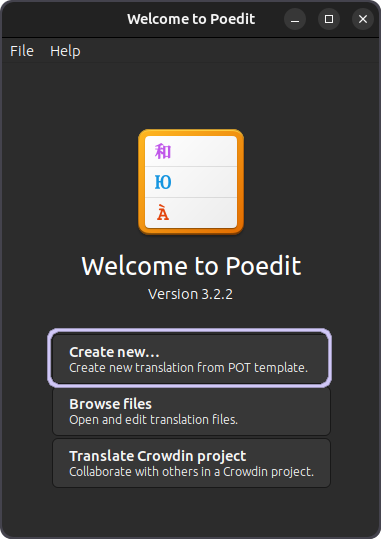 Welcome to Poedit
File Help
和
Ю
À
Welcome to Poedit
Version 3.2.2
Create new…
Create new translation from POT template.
Browse files
Open and edit translation files.
Translate Crowdin project
Collaborate with others in a Crowdin project.